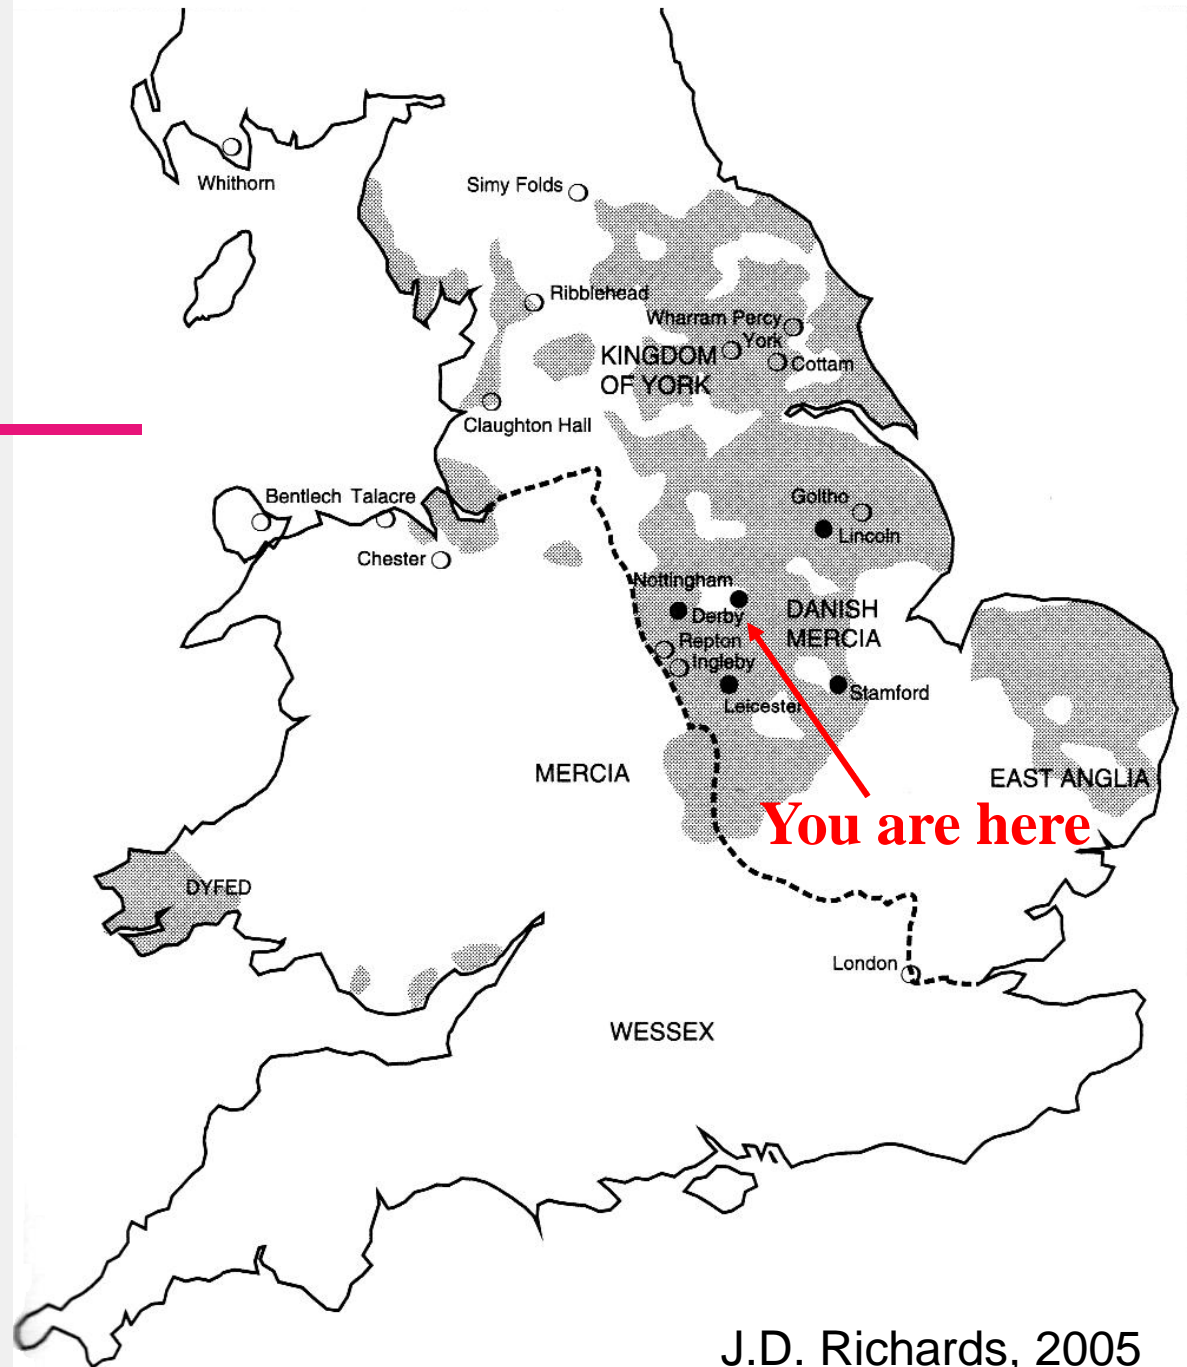 Whithorn
Simy Folds
Ribblehead
Wharram Percy
York
KINGDOM
OF YORK
Cottam
Claughton Hall
Bentlech Talacre
Goltho
Lincoln
Chester
Nottingham
Derby
DANISH
MERCIA
Repton
Ingleby
Stamford
Leicester
MERCIA
EAST ANGLIA
You are here
DYFED
London
WESSEX
J.D. Richards, 2005